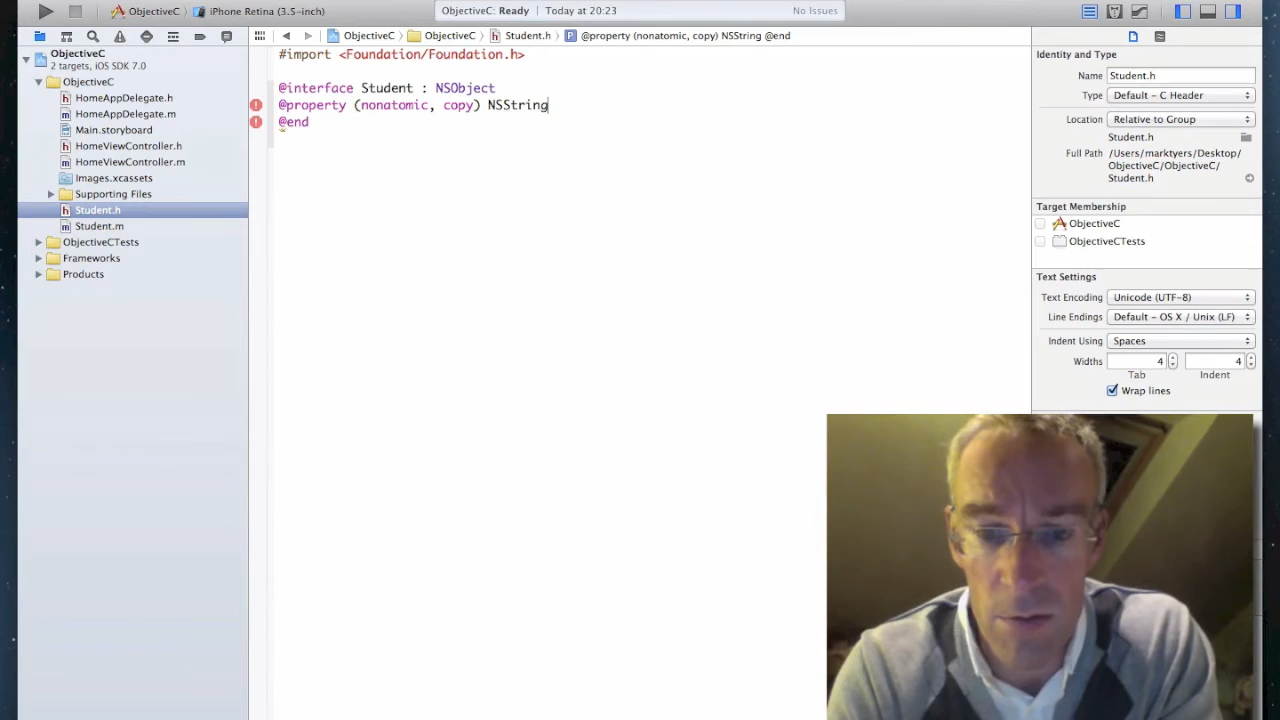 ObjectiveC iPhone Retina (3.5-inch) ObjectiveC: Ready Today at 20:23 No Issues
ObjectiveC ObjectiveC Student.h @property (nonatomic, copy) NSString @end
ObjectiveC
2 targets, iOS SDK 7.0
ObjectiveC
HomeAppDelegate.h
HomeAppDelegate.m
Main.storyboard
HomeViewController.h
HomeViewController.m
Images.xcassets
Supporting Files
Student.h
Student.m
ObjectiveCTests
Frameworks
Products
#import <Foundation/Foundation.h>
@interface Student : NSObject
@property (nonatomic, copy) NSString
@end
Identity and Type
Name Student.h
Type Default - C Header
Location Relative to Group
Student.h
Full Path /Users/marktyers/Desktop/
ObjectiveC/ObjectiveC/
Student.h
Target Membership
ObjectiveC
ObjectiveCTests
Text Settings
Text Encoding Unicode (UTF-8)
Line Endings Default - OS X / Unix (LF)
Indent Using Spaces
Widths 4 4
Tab Indent
Wrap lines